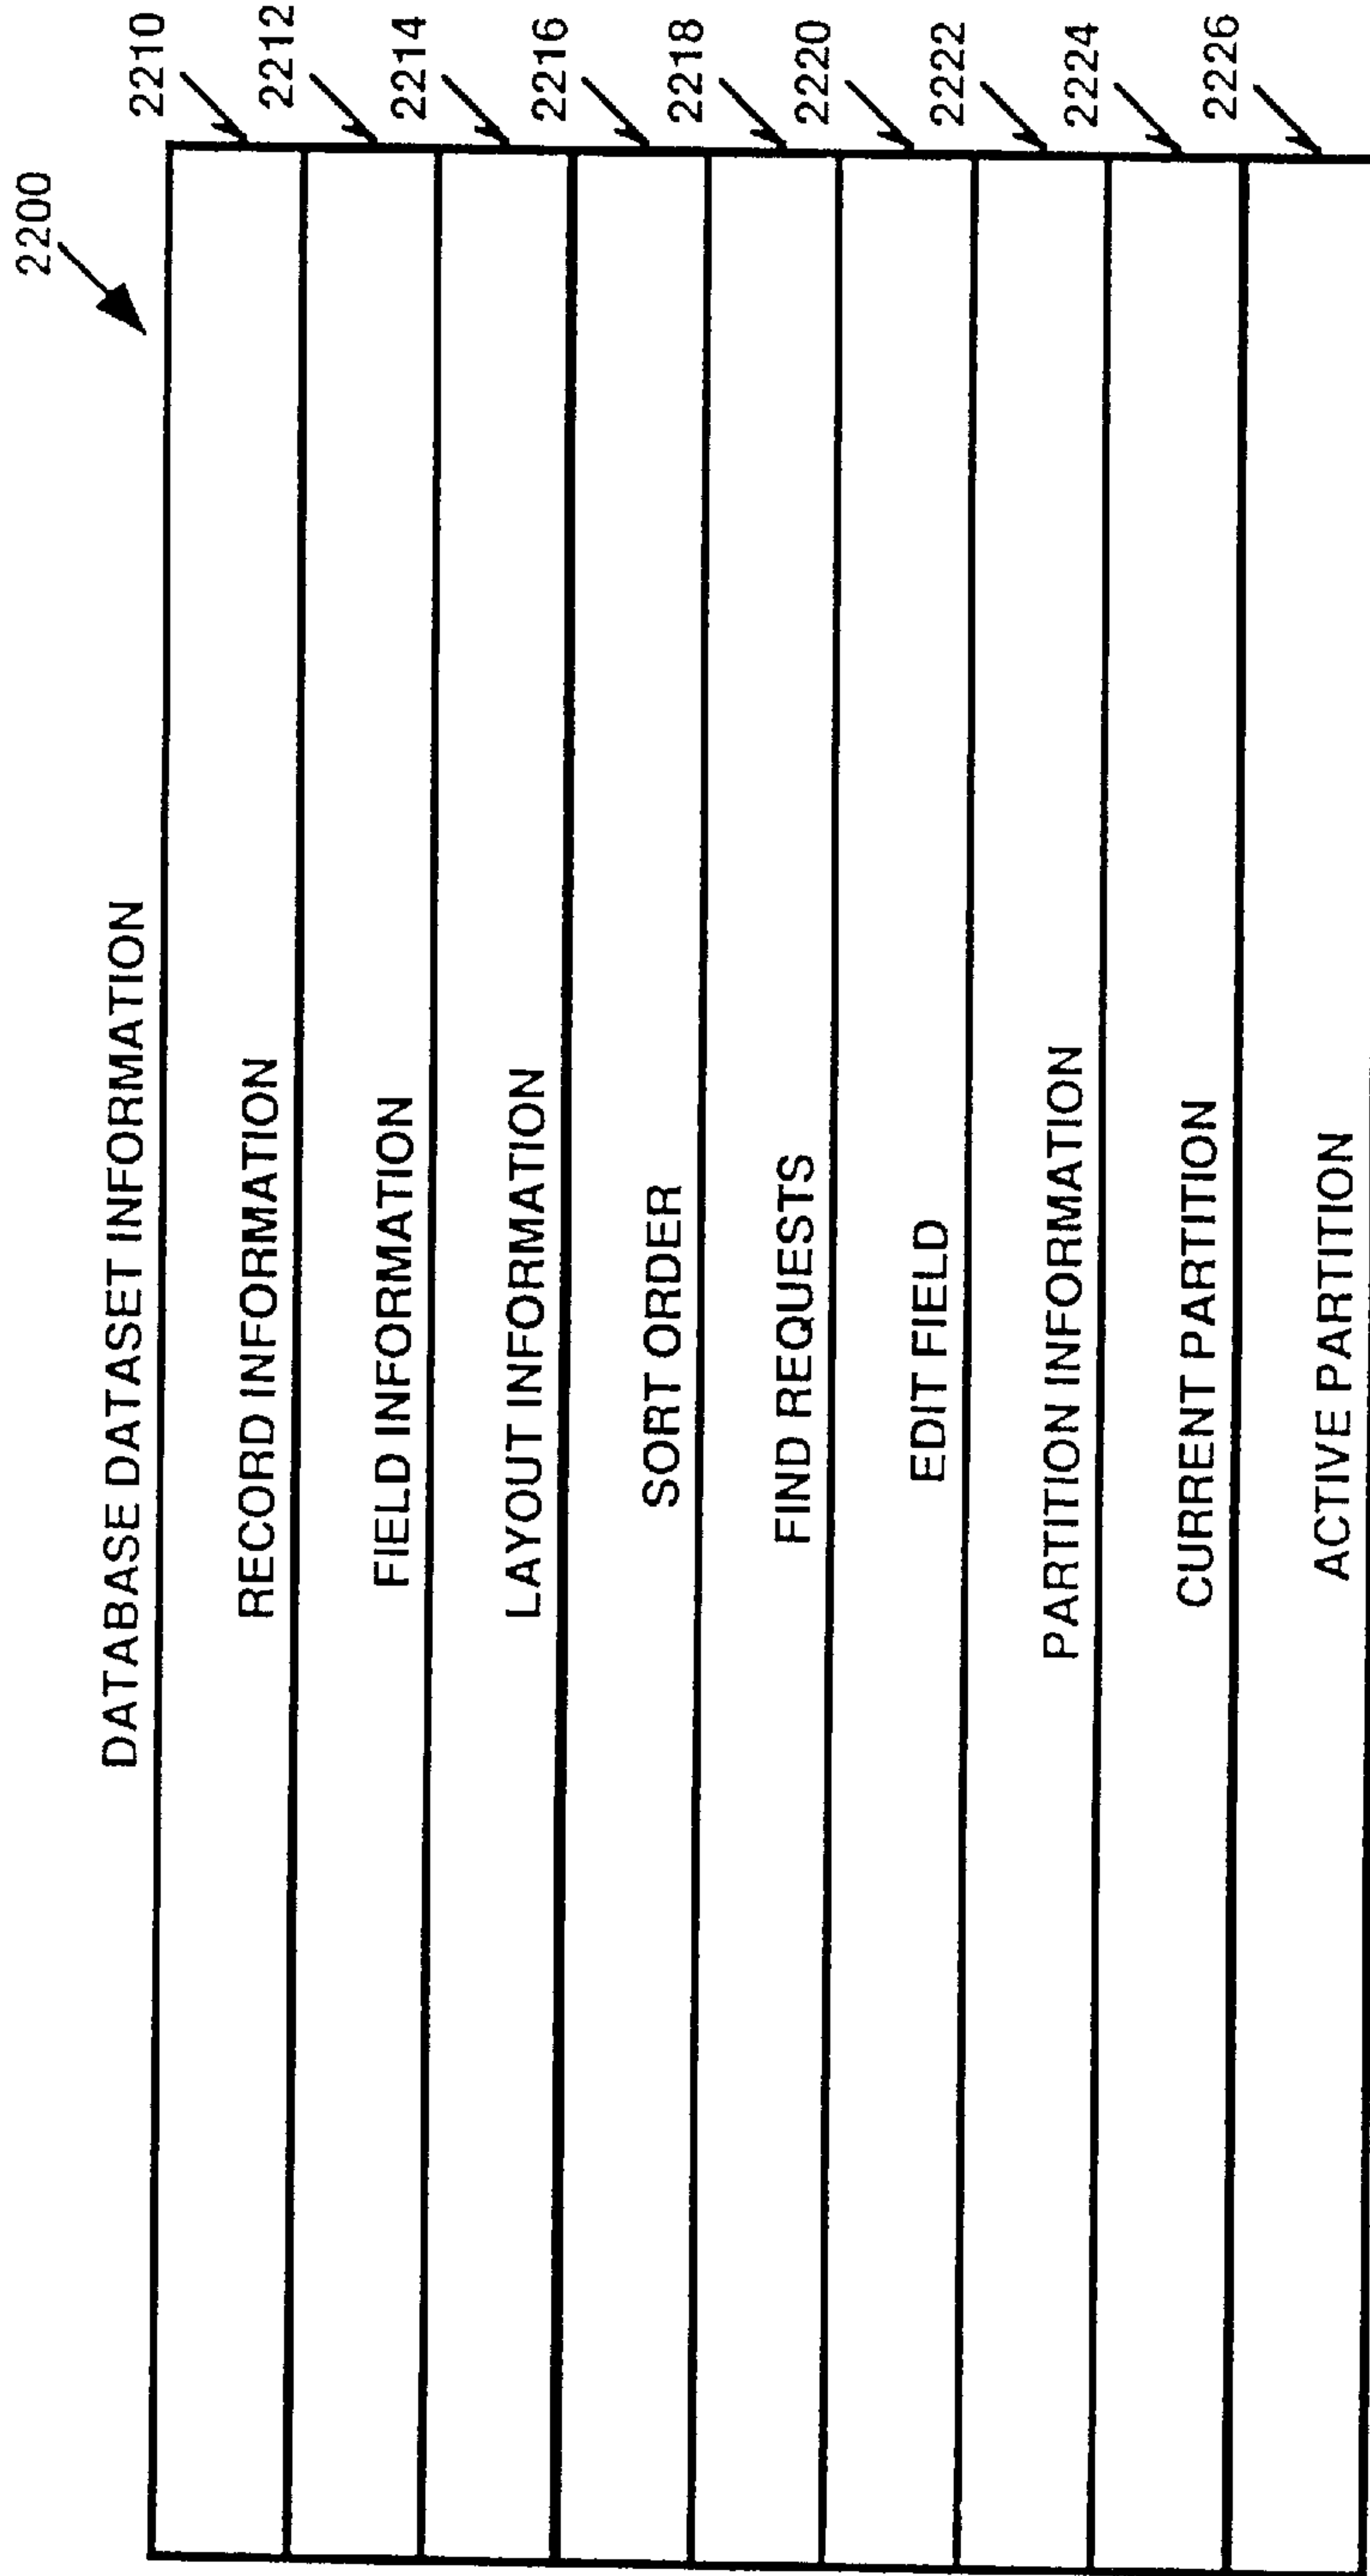 2200
DATABASE DATASET INFORMATION
RECORD INFORMATION 2210
FIELD INFORMATION 2212
LAYOUT INFORMATION 2214
SORT ORDER 2216
FIND REQUESTS 2218
EDIT FIELD 2220
PARTITION INFORMATION 2222
CURRENT PARTITION 2224
ACTIVE PARTITION 2226